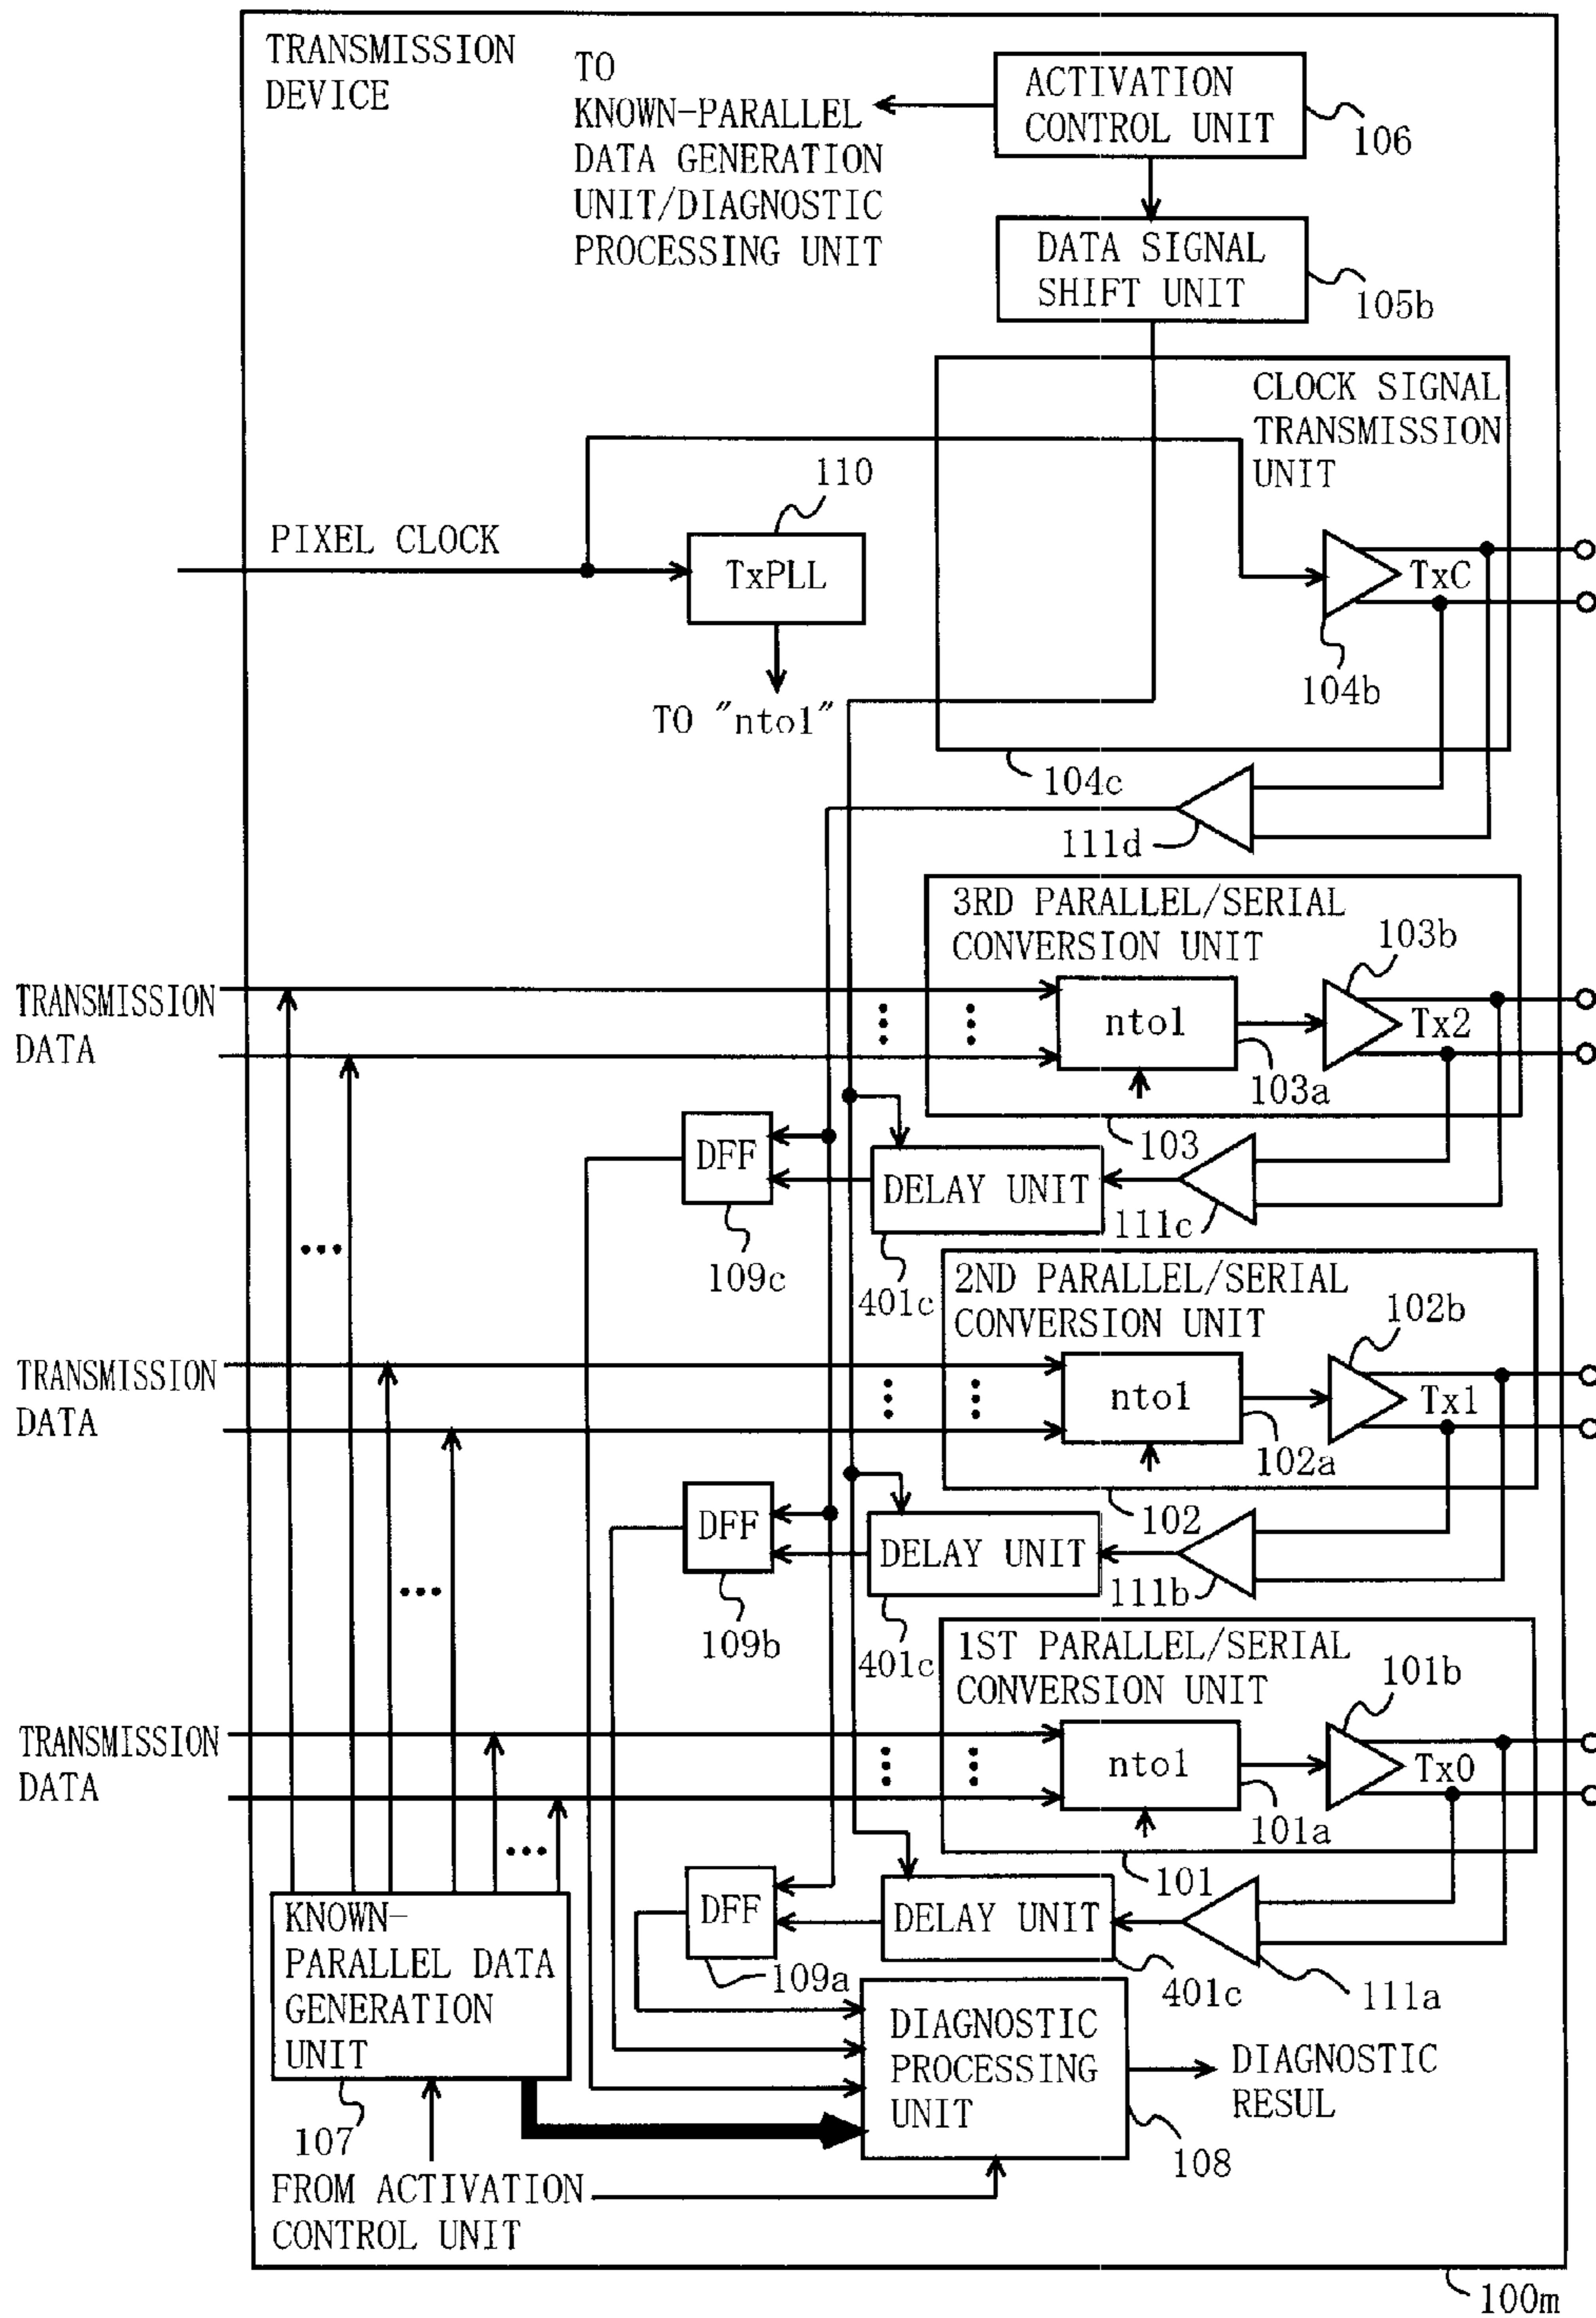 TRANSMISSION
DEVICE
TO
KNOWN-PARALLEL
DATA GENERATION
UNIT/DIAGNOSTIC
PROCESSING UNIT
ACTIVATION
CONTROL UNIT
106
DATA SIGNAL
SHIFT UNIT
105b
CLOCK SIGNAL
TRANSMISSION
UNIT
110
PIXEL CLOCK
TxPLL
TxC
104b
TO "nto1"
104c
111d
3RD PARALLEL/SERIAL
CONVERSION UNIT
103b
TRANSMISSION
DATA
nto1
Tx2
103a
103
DFF
DELAY UNIT
111c
109c
401c
2ND PARALLEL/SERIAL
CONVERSION UNIT
102b
TRANSMISSION
DATA
nto1
Tx1
102a
102
DFF
DELAY UNIT
111b
109b
401c
1ST PARALLEL/SERIAL
CONVERSION UNIT
101b
TRANSMISSION
DATA
nto1
Tx0
101a
101
DFF
DELAY UNIT
109a
401c
111a
KNOWN-
PARALLEL DATA
GENERATION
UNIT
107
DIAGNOSTIC
PROCESSING
UNIT
108
DIAGNOSTIC
RESUL
FROM ACTIVATION
CONTROL UNIT
100m